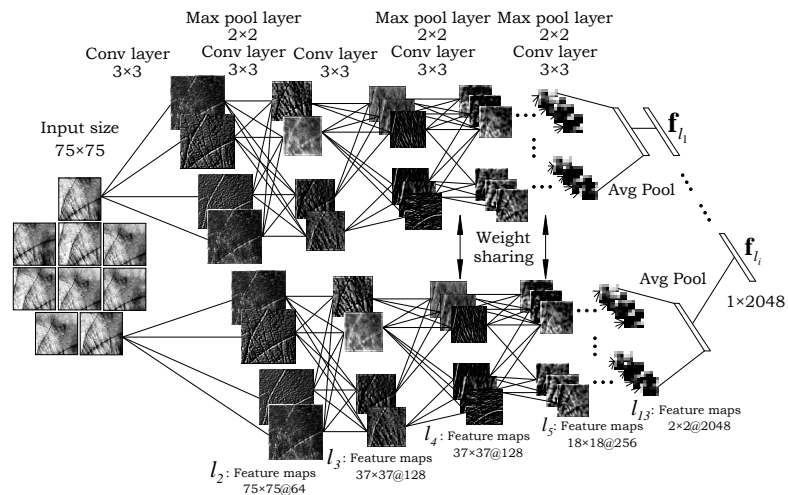 Max pool layer
2×2
Conv layer
3×3
Conv layer
3×3
Conv layer
3×3
Max pool layer
2×2
Conv layer
3×3
Max pool layer
2×2
Conv layer
3×3
Input size
75×75
f_{l_1}
Avg Pool
Weight
sharing
f_{l_i}
Avg Pool
1×2048
l_2: Feature maps
75×75@64
l_3: Feature maps
37×37@128
l_4: Feature maps
37×37@128
l_5: Feature maps
18×18@256
l_{13}: Feature maps
2×2@2048